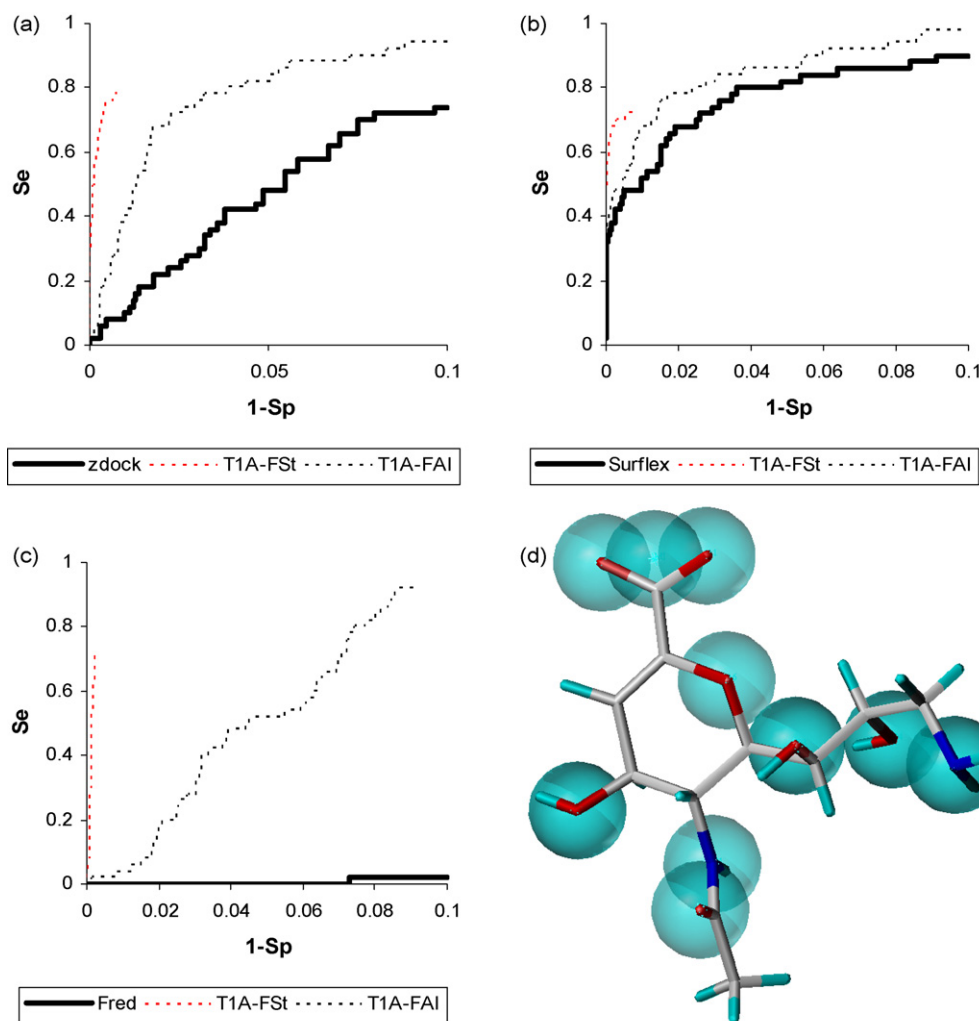 (a)
1
0.8
0.6
Se
0.4
0.2
0
0 0.05 0.1
1-Sp
zdock T1A-FSt T1A-FAI
(b)
1
0.8
0.6
Se
0.4
0.2
0
0 0.02 0.04 0.06 0.08 0.1
1-Sp
Surflex T1A-FSt T1A-FAI
(c)
1
0.8
0.6
Se
0.4
0.2
0
0 0.02 0.04 0.06 0.08 0.1
1-Sp
Fred T1A-FSt T1A-FAI
(d)